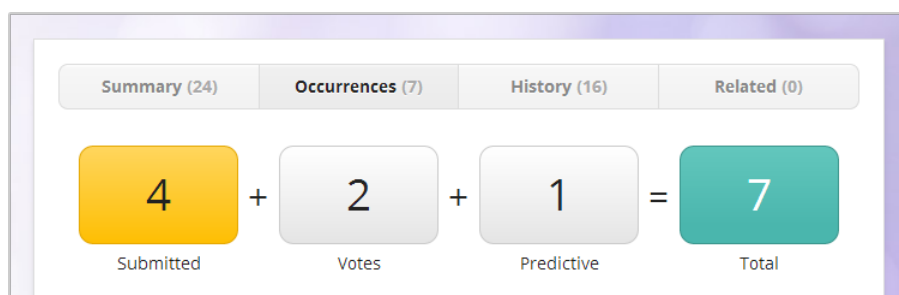 Summary (24) Occurrences (7) History (16) Related (0)
4 + 2 + 1 = 7
Submitted Votes Predictive Total